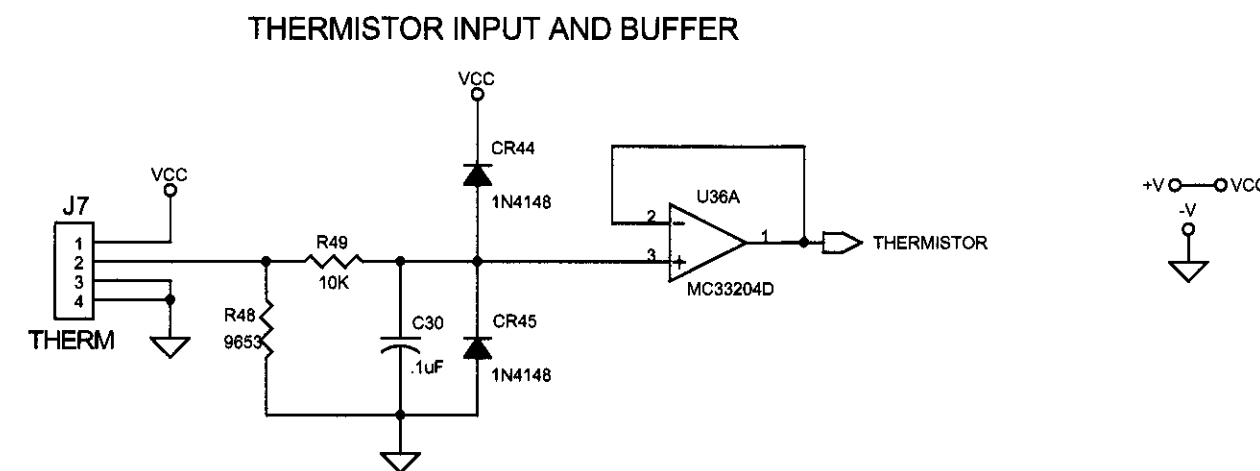 THERMISTOR INPUT AND BUFFER
VCC
CR44
1N4148
VCC
J7
1
2
3
4
THERM
R49
10K
R48
9653
C30
.1uF
CR45
1N4148
U36A
2
-
3
+
1
MC33204D
THERMISTOR
+V
VCC
-V